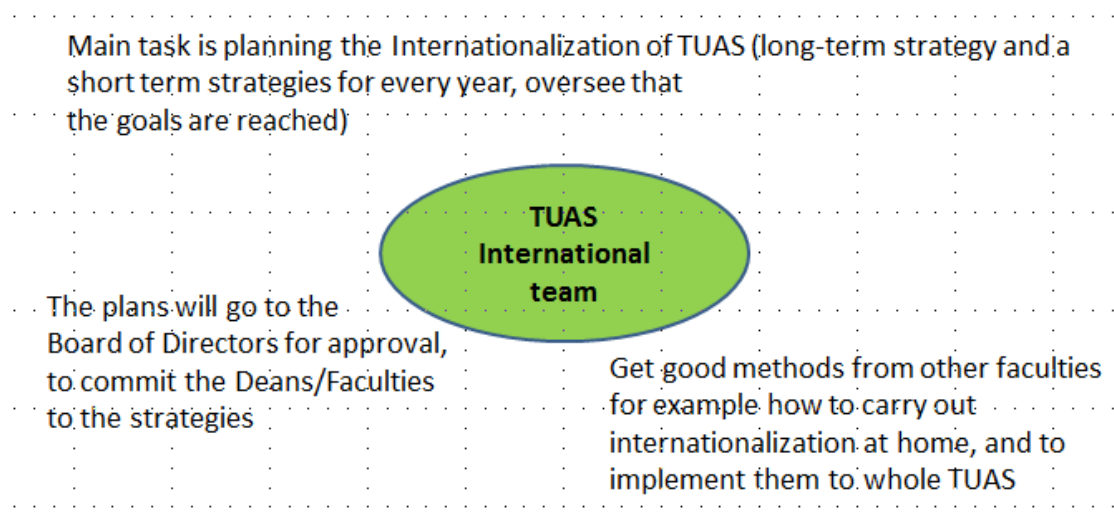 Main task is planning the Internationalization of TUAS (long-term strategy and a
short term strategies for every year, oversee that
the goals are reached)
TUAS
International
team
The plans will go to the
Board of Directors for approval,
to commit the Deans/Faculties
to the strategies
Get good methods from other faculties
for example how to carry out
internationalization at home, and to
implement them to whole TUAS